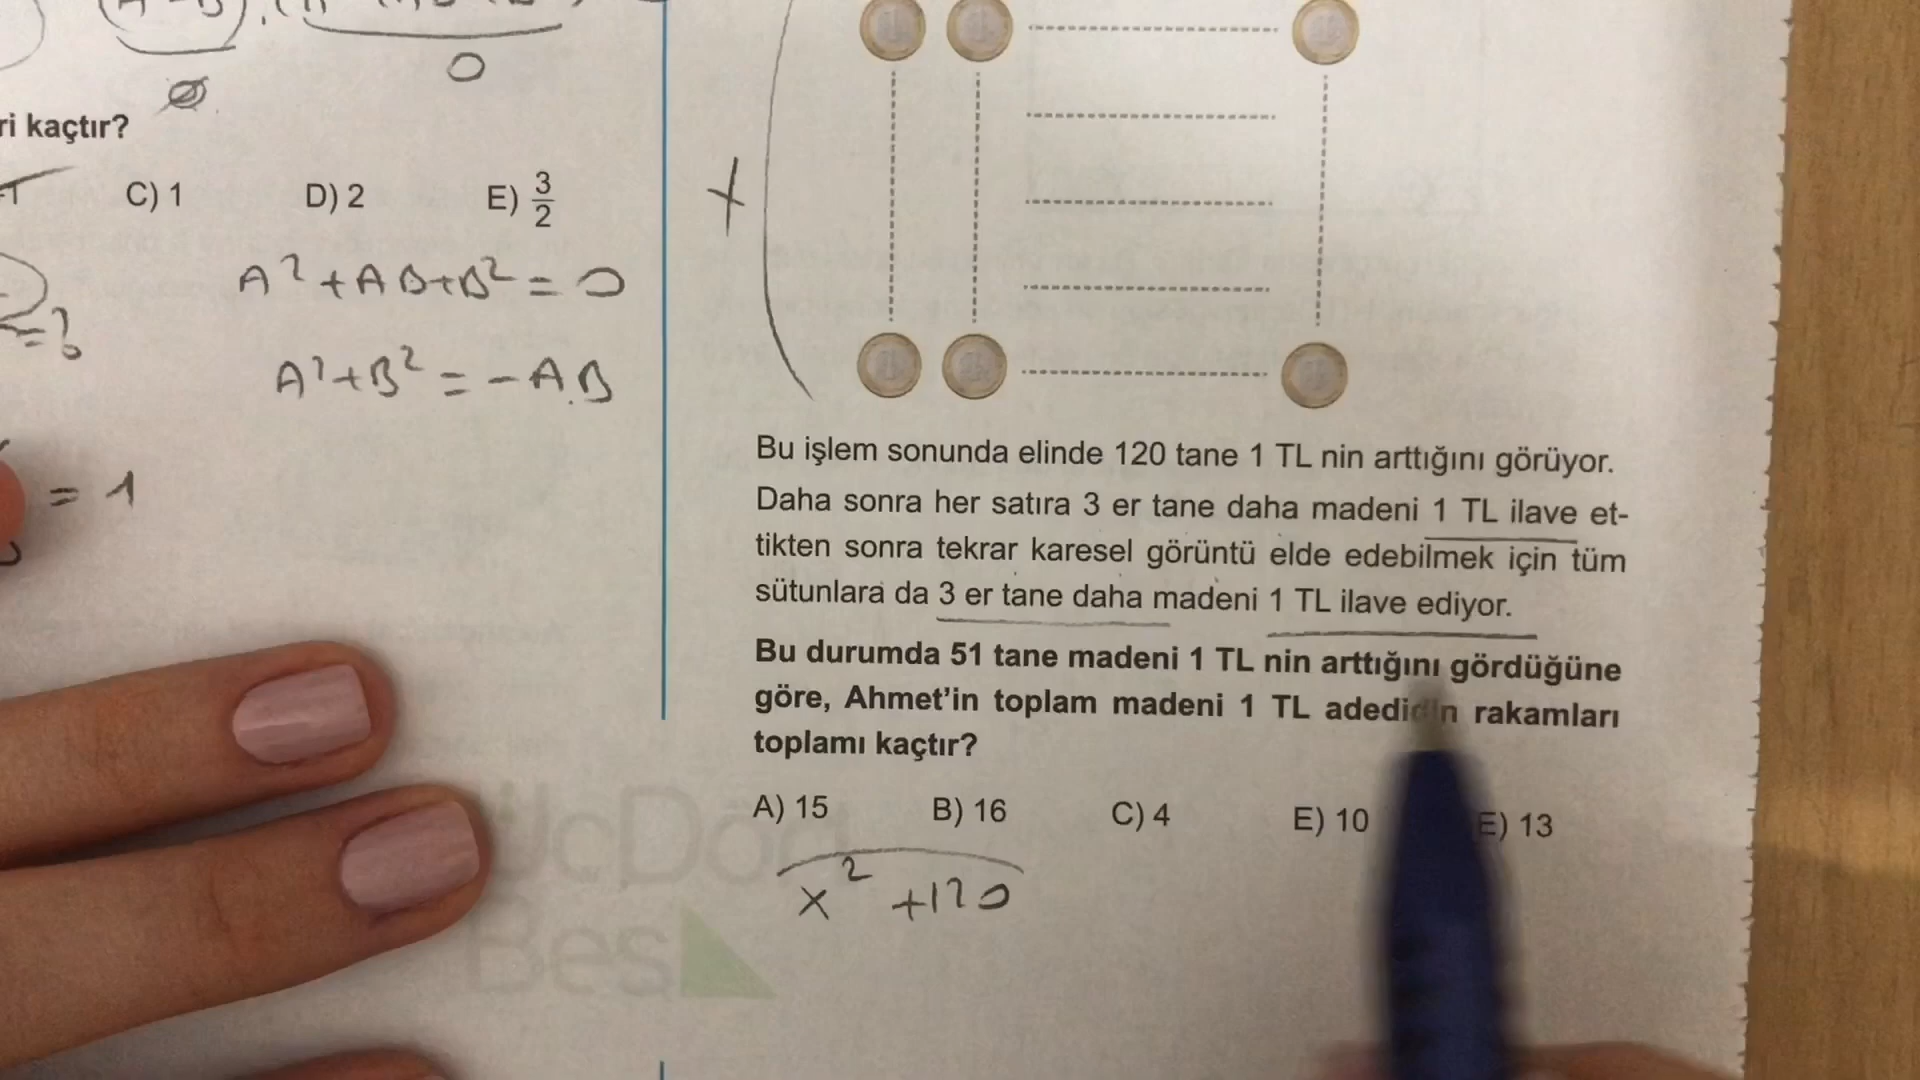 0
ri kaçtır?
C) 1 D) 2 E) 3/2
A² + AB + B² = 0
= ?
A² + B² = -A.B
= 1
x
Bu işlem sonunda elinde 120 tane 1 TL nin arttığını görüyor.
Daha sonra her satıra 3 er tane daha madeni 1 TL ilave et-
tikten sonra tekrar karesel görüntü elde edebilmek için tüm
sütunlara da 3 er tane daha madeni 1 TL ilave ediyor.
Bu durumda 51 tane madeni 1 TL nin arttığını gördüğüne
göre, Ahmet'in toplam madeni 1 TL adedinin rakamları
toplamı kaçtır?
A) 15 B) 16 C) 4 E) 10 E) 13
x² + 120
ÜçDört
Beş